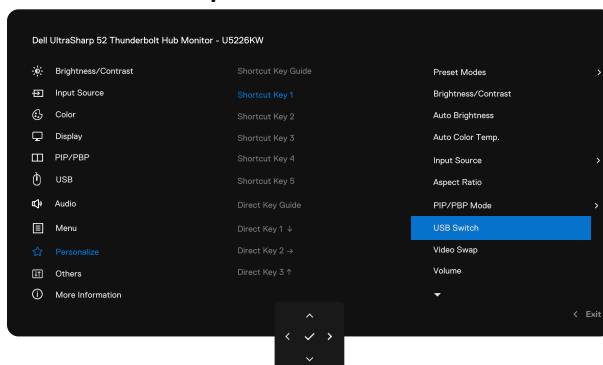 Dell UltraSharp 52 Thunderbolt Hub Monitor - U5226KW
Brightness/Contrast
Input Source
Color
Display
PIP/PBP
USB
Audio
Menu
Personalize
Others
More Information
Shortcut Key Guide
Shortcut Key 1
Shortcut Key 2
Shortcut Key 3
Shortcut Key 4
Shortcut Key 5
Direct Key Guide
Direct Key 1 ↓
Direct Key 2 →
Direct Key 3 ↑
Preset Modes >
Brightness/Contrast
Auto Brightness
Auto Color Temp.
Input Source >
Aspect Ratio
PIP/PBP Mode >
USB Switch
Video Swap
Volume
< Exit